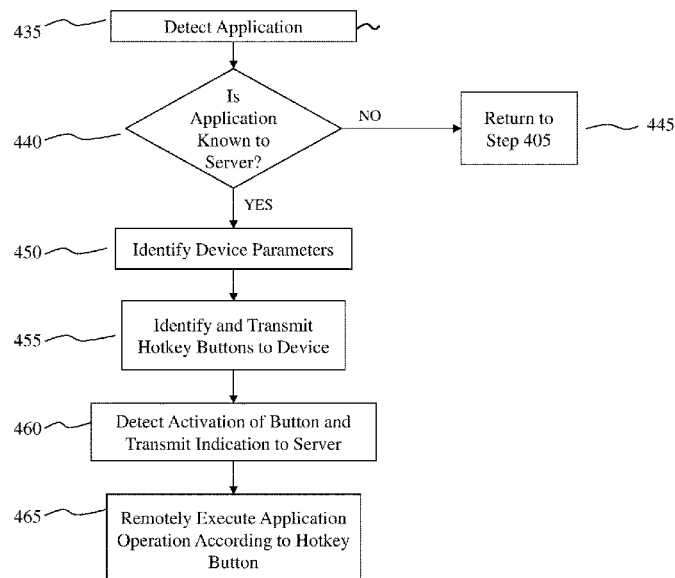 435
Detect Application
Is
Application
Known to
Server?
440
NO
Return to
Step 405
445
YES
450
Identify Device Parameters
455
Identify and Transmit
Hotkey Buttons to Device
460
Detect Activation of Button and
Transmit Indication to Server
465
Remotely Execute Application
Operation According to Hotkey
Button